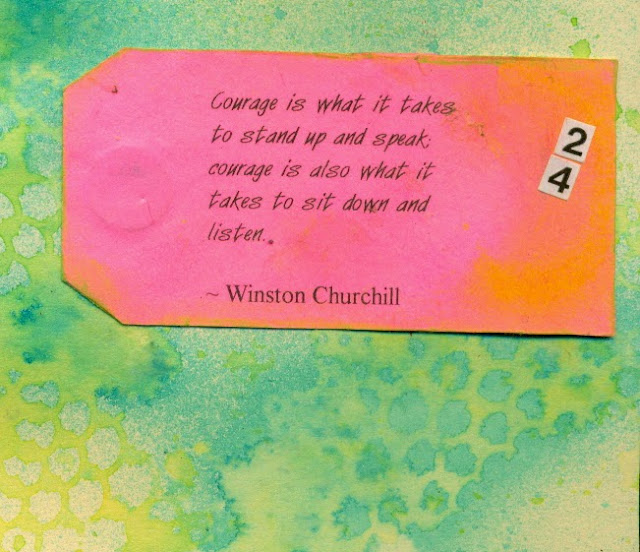 Courage is what it takes
to stand up and speak;
courage is also what it
takes to sit down and
listen.
~ Winston Churchill
2
4